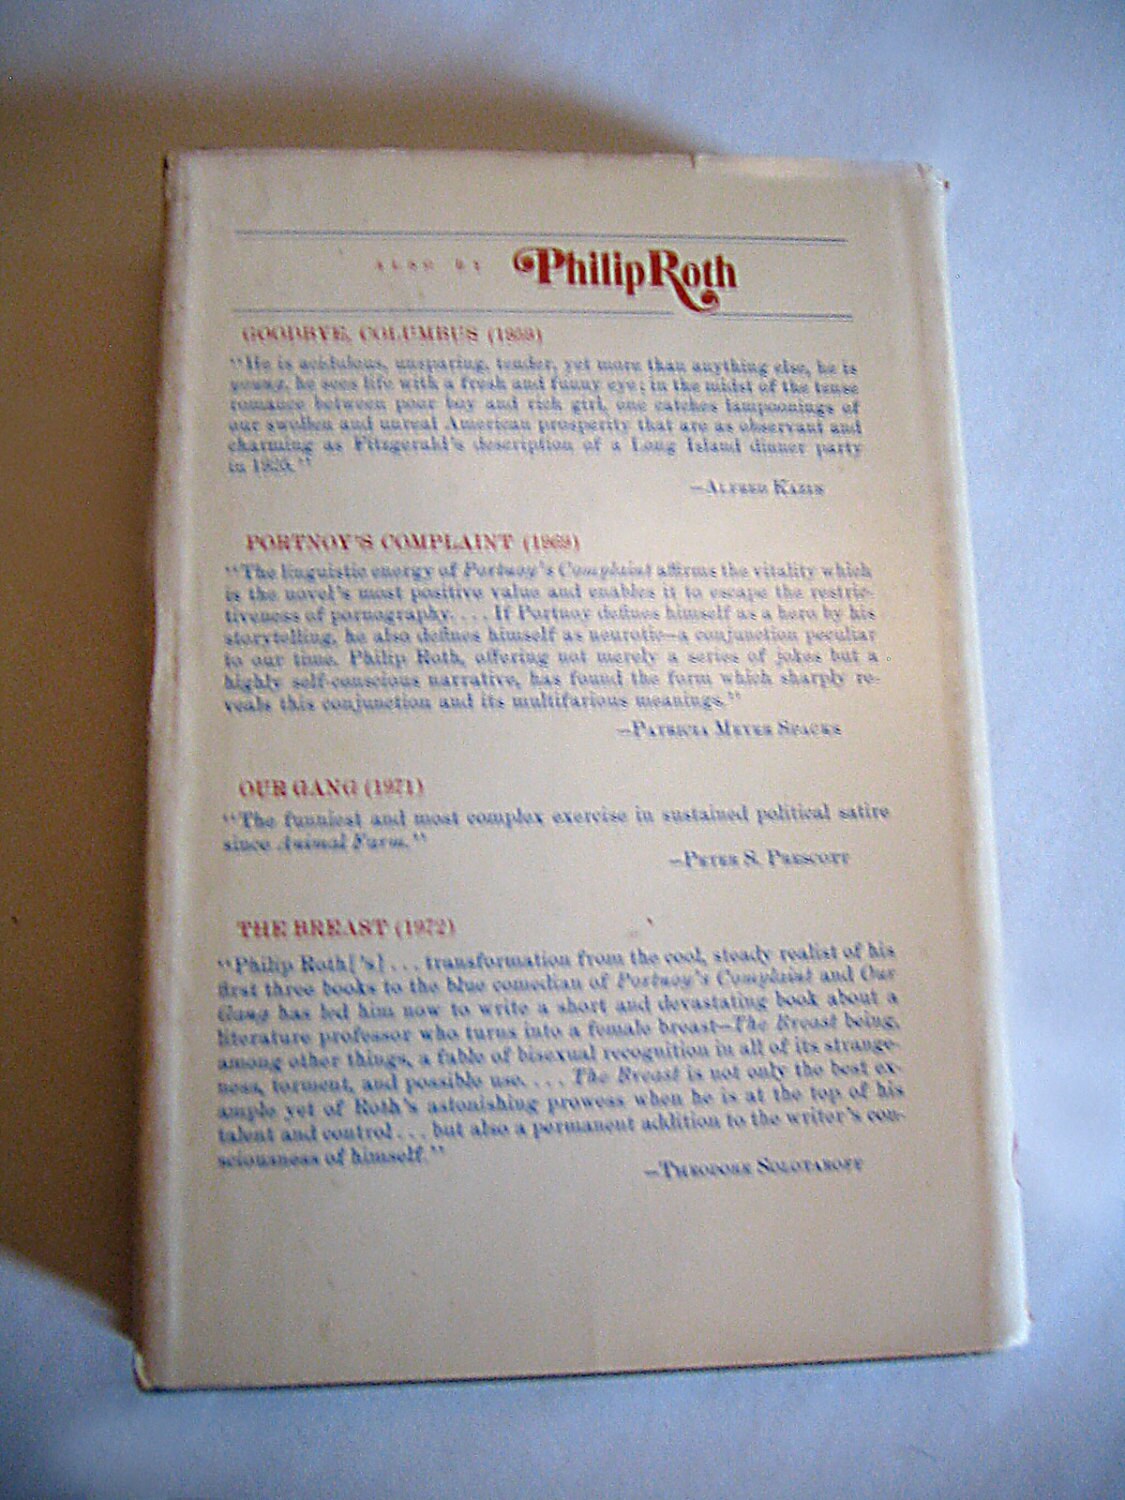 ALSO BY Philip Roth
GOODBYE, COLUMBUS (1959)
"He is acidulous, unsparing, tender, yet more than anything else, he is
young, he sees life with a fresh and funny eye; in the midst of the tense
romance between poor boy and rich girl, one catches lampoonings of
our swollen and unreal American prosperity that are as observant and
charming as Fitzgerald's description of a Long Island dinner party
in 1925."
—ALFRED KAZIN
PORTNOY'S COMPLAINT (1969)
"The linguistic energy of Portnoy's Complaint affirms the vitality which
is the novel's most positive value and enables it to escape the restric-
tiveness of pornography. . . . If Portnoy defines himself as a hero by his
storytelling, he also defines himself as neurotic—a conjunction peculiar
to our time. Philip Roth, offering not merely a series of jokes but a
highly self-conscious narrative, has found the form which sharply re-
veals this conjunction and its multifarious meanings."
—PATRICIA MEYER SPACKS
OUR GANG (1971)
"The funniest and most complex exercise in sustained political satire
since Animal Farm."
—PETER S. PRESCOTT
THE BREAST (1972)
"Philip Roth['s] . . . transformation from the cool, steady realist of his
first three books to the blue comedian of Portnoy's Complaint and Our
Gang has led him now to write a short and devastating book about a
literature professor who turns into a female breast—The Breast being,
among other things, a fable of bisexual recognition in all of its strange-
ness, torment, and possible use. . . . The Breast is not only the best ex-
ample yet of Roth's astonishing prowess when he is at the top of his
talent and control . . . but also a permanent addition to the writer's con-
sciousness of himself."
—THEODORE SOLOTAROFF